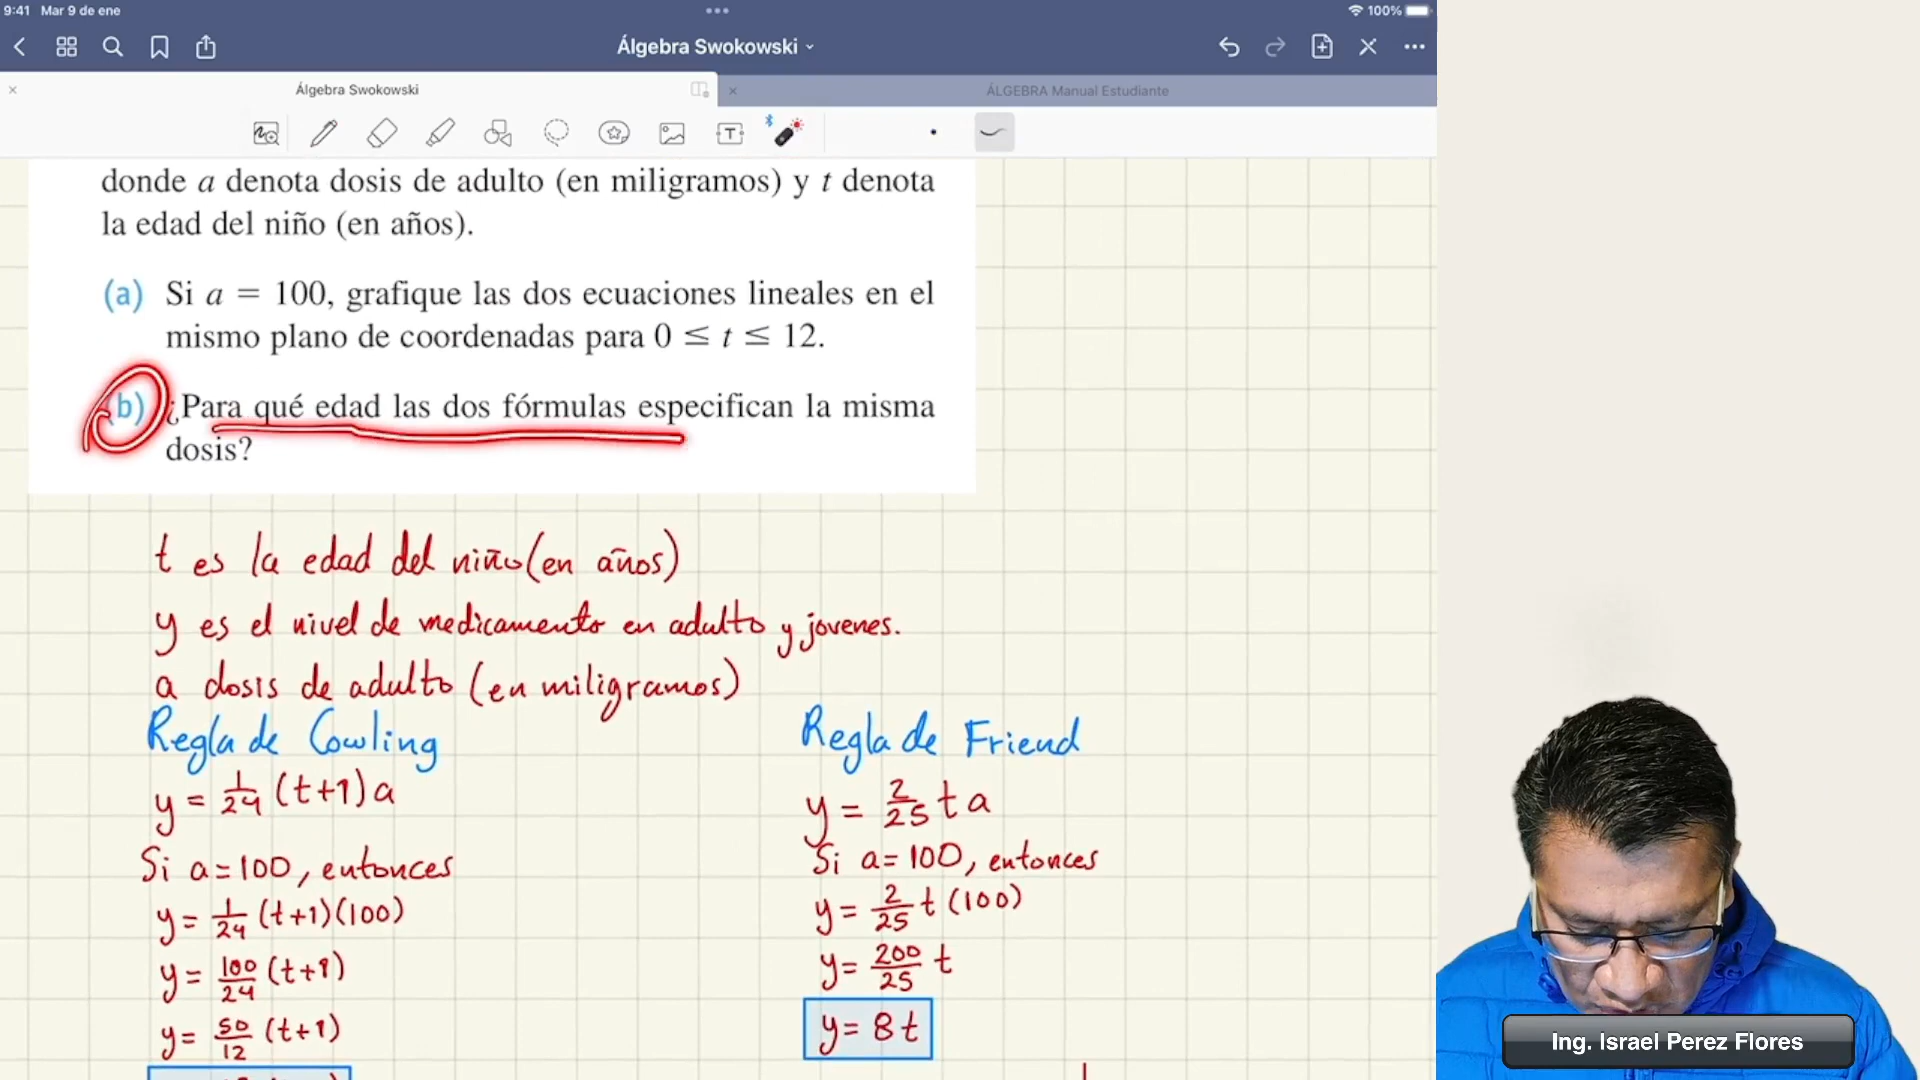 9:41 Mar 9 de ene
100%
Álgebra Swokowski
Álgebra Swokowski
ÁLGEBRA Manual Estudiante
donde a denota dosis de adulto (en miligramos) y t denota
la edad del niño (en años).
(a) Si a = 100, grafique las dos ecuaciones lineales en el
mismo plano de coordenadas para 0 ≤ t ≤ 12.
b) ¿Para qué edad las dos fórmulas especifican la misma
dosis?
t es la edad del niño (en años)
y es el nivel de medicamento en adulto y jovenes.
a dosis de adulto (en miligramos)
Regla de Cowling
y = 1/24 (t+1) a
Si a=100, entonces
y = 1/24 (t+1)(100)
y = 100/24 (t+1)
y = 50/12 (t+1)
Regla de Friend
y = 2/25 t a
Si a=100, entonces
y = 2/25 t (100)
y = 200/25 t
y = 8t
Ing. Israel Perez Flores